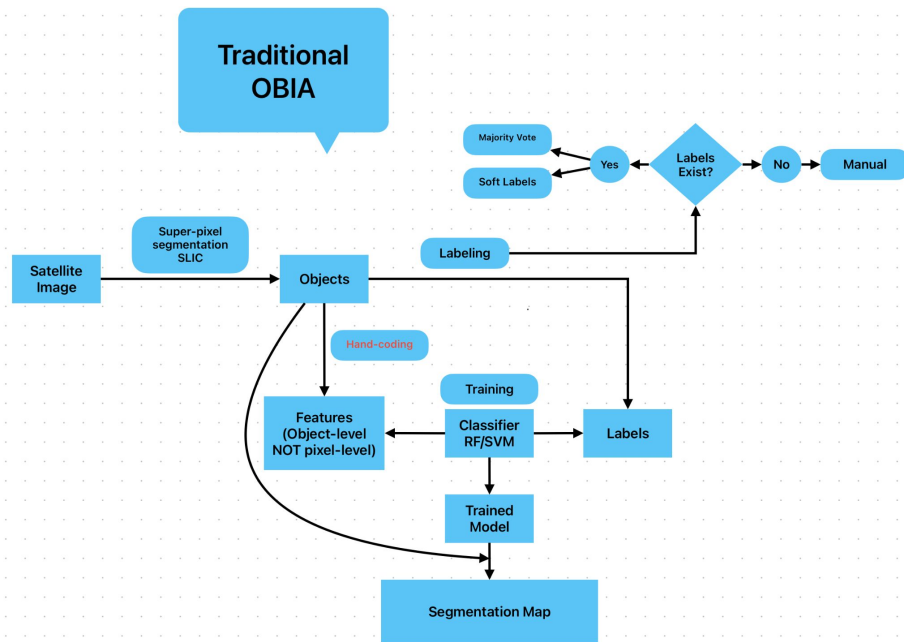 Traditional
OBIA
Majority Vote
Soft Labels
Yes
Labels
Exist?
No
Manual
Super-pixel
segmentation
SLIC
Labeling
Satellite
Image
Objects
Hand-coding
Training
Features
(Object-level
NOT pixel-level)
Classifier
RF/SVM
Labels
Trained
Model
Segmentation Map